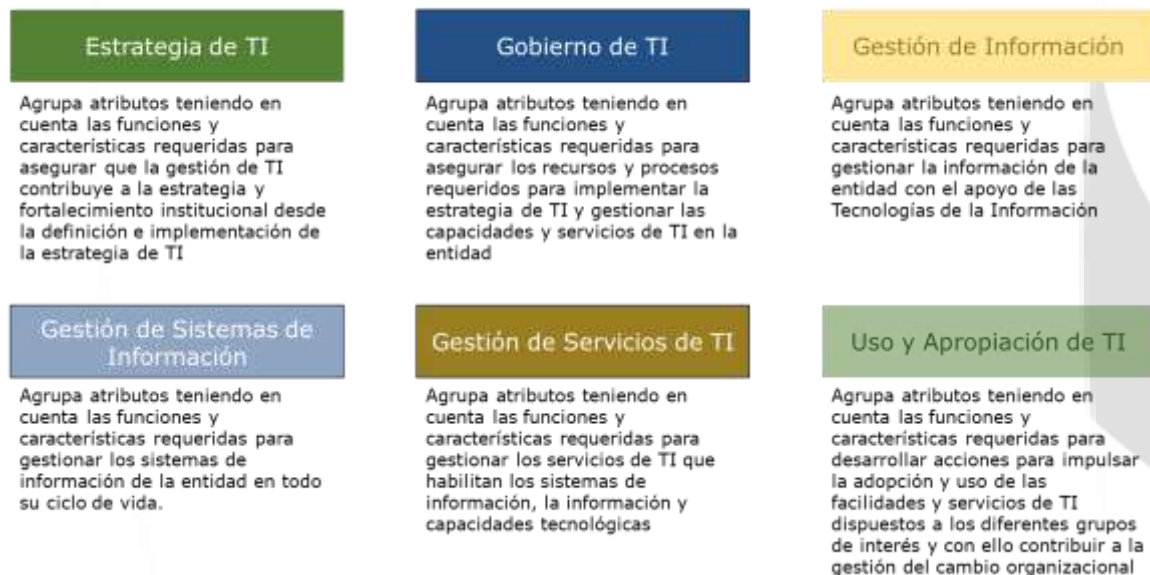 Estrategia de TI
Agrupa atributos teniendo en
cuenta las funciones y
características requeridas para
asegurar que la gestión de TI
contribuye a la estrategia y
fortalecimiento institucional desde
la definición e implementación de
la estrategia de TI
Gobierno de TI
Agrupa atributos teniendo en
cuenta las funciones y
características requeridas para
asegurar los recursos y procesos
requeridos para implementar la
estrategia de TI y gestionar las
capacidades y servicios de TI en la
entidad
Gestión de Información
Agrupa atributos teniendo en
cuenta las funciones y
características requeridas para
gestionar la información de la
entidad con el apoyo de las
Tecnologías de la Información
Gestión de Sistemas de
Información
Agrupa atributos teniendo en
cuenta las funciones y
características requeridas para
gestionar los sistemas de
información de la entidad en todo
su ciclo de vida.
Gestión de Servicios de TI
Agrupa atributos teniendo en
cuenta las funciones y
características requeridas para
gestionar los servicios de TI que
habilitan los sistemas de
información, la información y
capacidades tecnológicas
Uso y Apropiación de TI
Agrupa atributos teniendo en
cuenta las funciones y
características requeridas para
desarrollar acciones para impulsar
la adopción y uso de las
facilidades y servicios de TI
dispuestos a los diferentes grupos
de interés y con ello contribuir a la
gestión del cambio organizacional